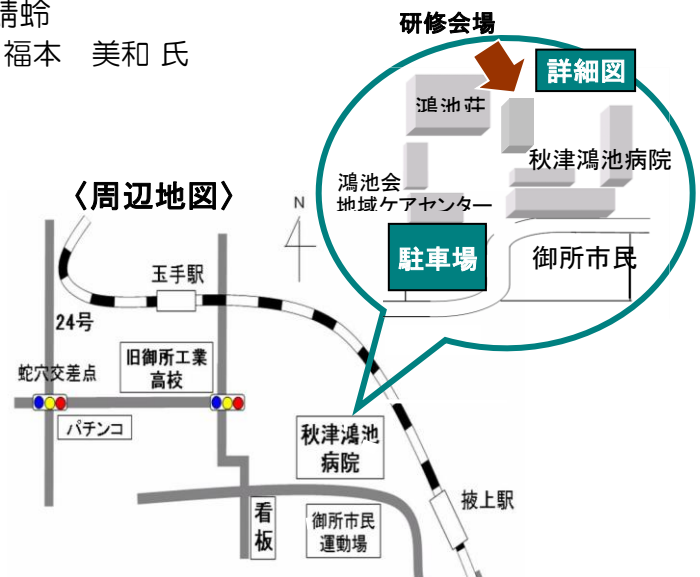 蜻蛉
福本　美和 氏
研修会場
詳細図
鴻池荘
秋津鴻池病院
鴻池会
地域ケアセンター
駐車場
御所市民
〈周辺地図〉
N
玉手駅
24号
旧御所工業
高校
蛇穴交差点
パチンコ
秋津鴻池
病院
掖上駅
看板
御所市民
運動場